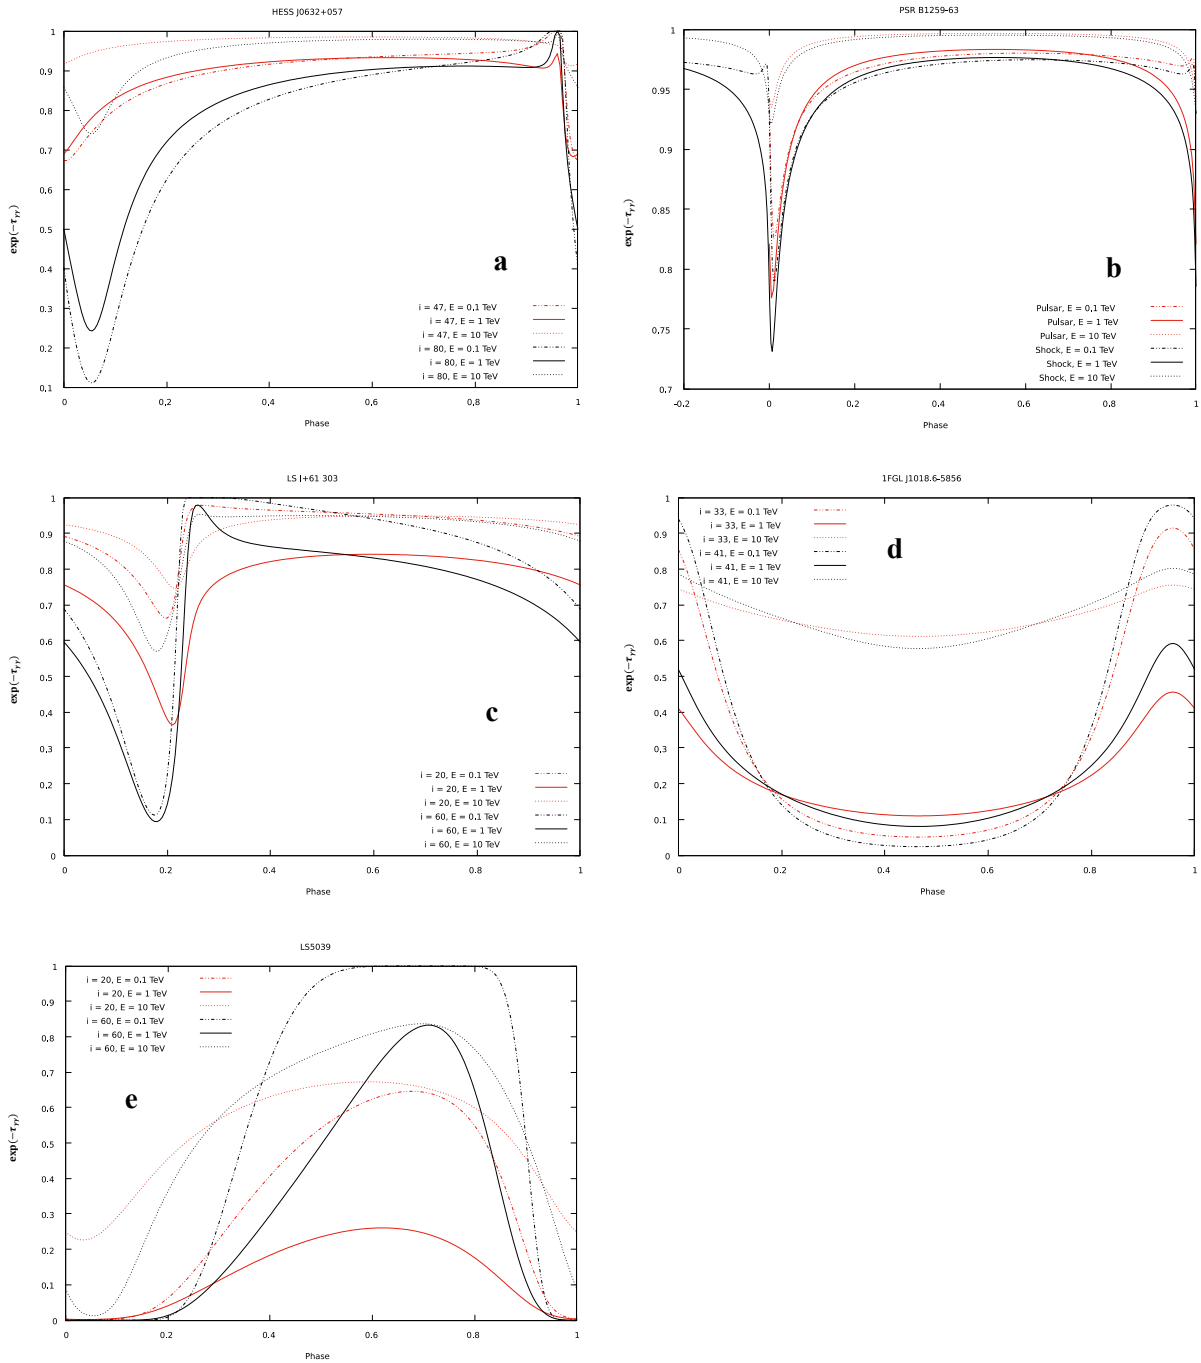 HESS J0632+057
1
0.9
0.8
0.7
0.6
0.5
0.4
0.3
0.2
0.1
exp(−τγγ)
a
i = 47, E = 0.1 TeV
i = 47, E = 1 TeV
i = 47, E = 10 TeV
i = 80, E = 0.1 TeV
i = 80, E = 1 TeV
i = 80, E = 10 TeV
0 0.2 0.4 0.6 0.8 1
Phase
PSR B1259-63
1
0.95
0.9
0.85
0.8
0.75
0.7
exp(−τγγ)
b
Pulsar, E = 0.1 TeV
Pulsar, E = 1 TeV
Pulsar, E = 10 TeV
Shock, E = 0.1 TeV
Shock, E = 1 TeV
Shock, E = 10 TeV
-0.2 0 0.2 0.4 0.6 0.8 1
Phase
LS I+61 303
1
0.9
0.8
0.7
0.6
0.5
0.4
0.3
0.2
0.1
0
exp(−τγγ)
c
i = 20, E = 0.1 TeV
i = 20, E = 1 TeV
i = 20, E = 10 TeV
i = 60, E = 0.1 TeV
i = 60, E = 1 TeV
i = 60, E = 10 TeV
0 0.2 0.4 0.6 0.8 1
Phase
1FGL J1018.6-5856
1
0.9
0.8
0.7
0.6
0.5
0.4
0.3
0.2
0.1
0
exp(−τγγ)
i = 33, E = 0.1 TeV
i = 33, E = 1 TeV
i = 33, E = 10 TeV
i = 41, E = 0.1 TeV
i = 41, E = 1 TeV
i = 41, E = 10 TeV
d
0 0.2 0.4 0.6 0.8 1
Phase
LS5039
1
0.9
0.8
0.7
0.6
0.5
0.4
0.3
0.2
0.1
0
exp(−τγγ)
i = 20, E = 0.1 TeV
i = 20, E = 1 TeV
i = 20, E = 10 TeV
i = 60, E = 0.1 TeV
i = 60, E = 1 TeV
i = 60, E = 10 TeV
e
0 0.2 0.4 0.6 0.8 1
Phase